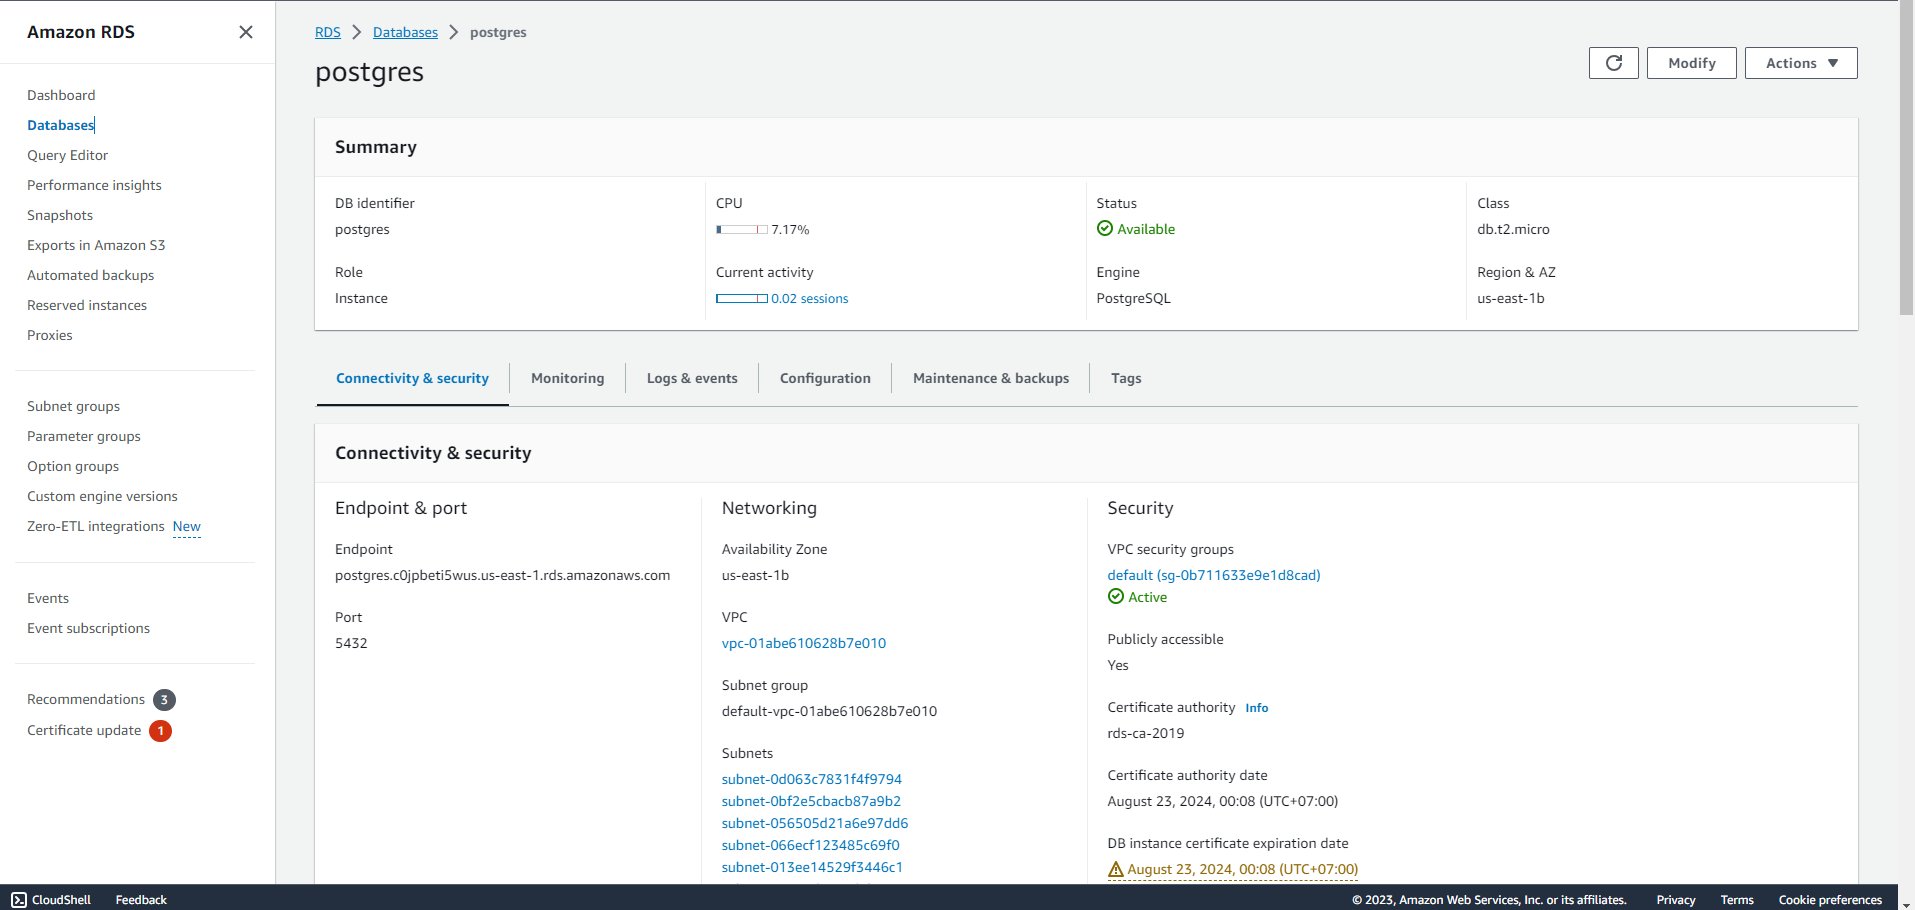 Amazon RDS
Dashboard
Databases
Query Editor
Performance insights
Snapshots
Exports in Amazon S3
Automated backups
Reserved instances
Proxies
Subnet groups
Parameter groups
Option groups
Custom engine versions
Zero-ETL integrations New
Events
Event subscriptions
Recommendations 3
Certificate update 1
RDS > Databases > postgres
postgres
Modify
Actions
Summary
DB identifier
postgres
Role
Instance
CPU
7.17%
Current activity
0.02 sessions
Status
Available
Engine
PostgreSQL
Class
db.t2.micro
Region & AZ
us-east-1b
Connectivity & security
Monitoring
Logs & events
Configuration
Maintenance & backups
Tags
Connectivity & security
Endpoint & port
Endpoint
postgres.c0jpbeti5wus.us-east-1.rds.amazonaws.com
Port
5432
Networking
Availability Zone
us-east-1b
VPC
vpc-01abe610628b7e010
Subnet group
default-vpc-01abe610628b7e010
Subnets
subnet-0d063c7831f4f9794
subnet-0bf2e5cbacb87a9b2
subnet-056505d21a6e97dd6
subnet-066ecf123485c69f0
subnet-013ee14529f3446c1
Security
VPC security groups
default (sg-0b711633e9e1d8cad)
Active
Publicly accessible
Yes
Certificate authority Info
rds-ca-2019
Certificate authority date
August 23, 2024, 00:08 (UTC+07:00)
DB instance certificate expiration date
August 23, 2024, 00:08 (UTC+07:00)
CloudShell
Feedback
© 2023, Amazon Web Services, Inc. or its affiliates.
Privacy
Terms
Cookie preferences